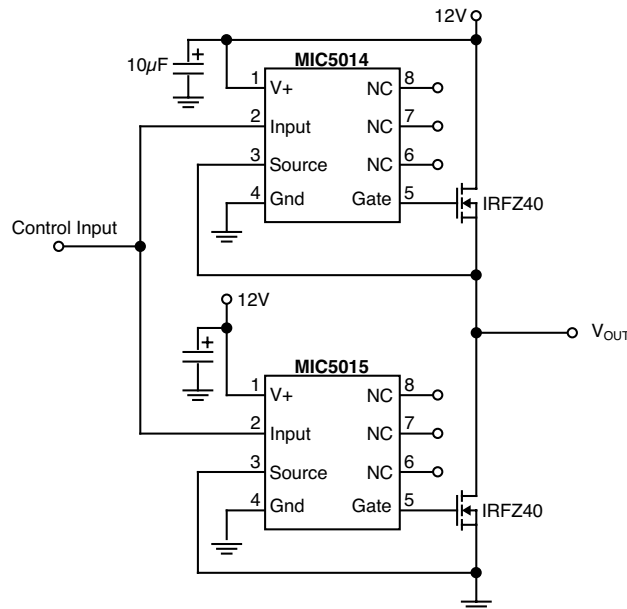 12V
10µF
+
MIC5014
1 V+ NC 8
2 Input NC 7
3 Source NC 6
4 Gnd Gate 5
IRFZ40
Control Input
12V
+
VOUT
MIC5015
1 V+ NC 8
2 Input NC 7
3 Source NC 6
4 Gnd Gate 5
IRFZ40